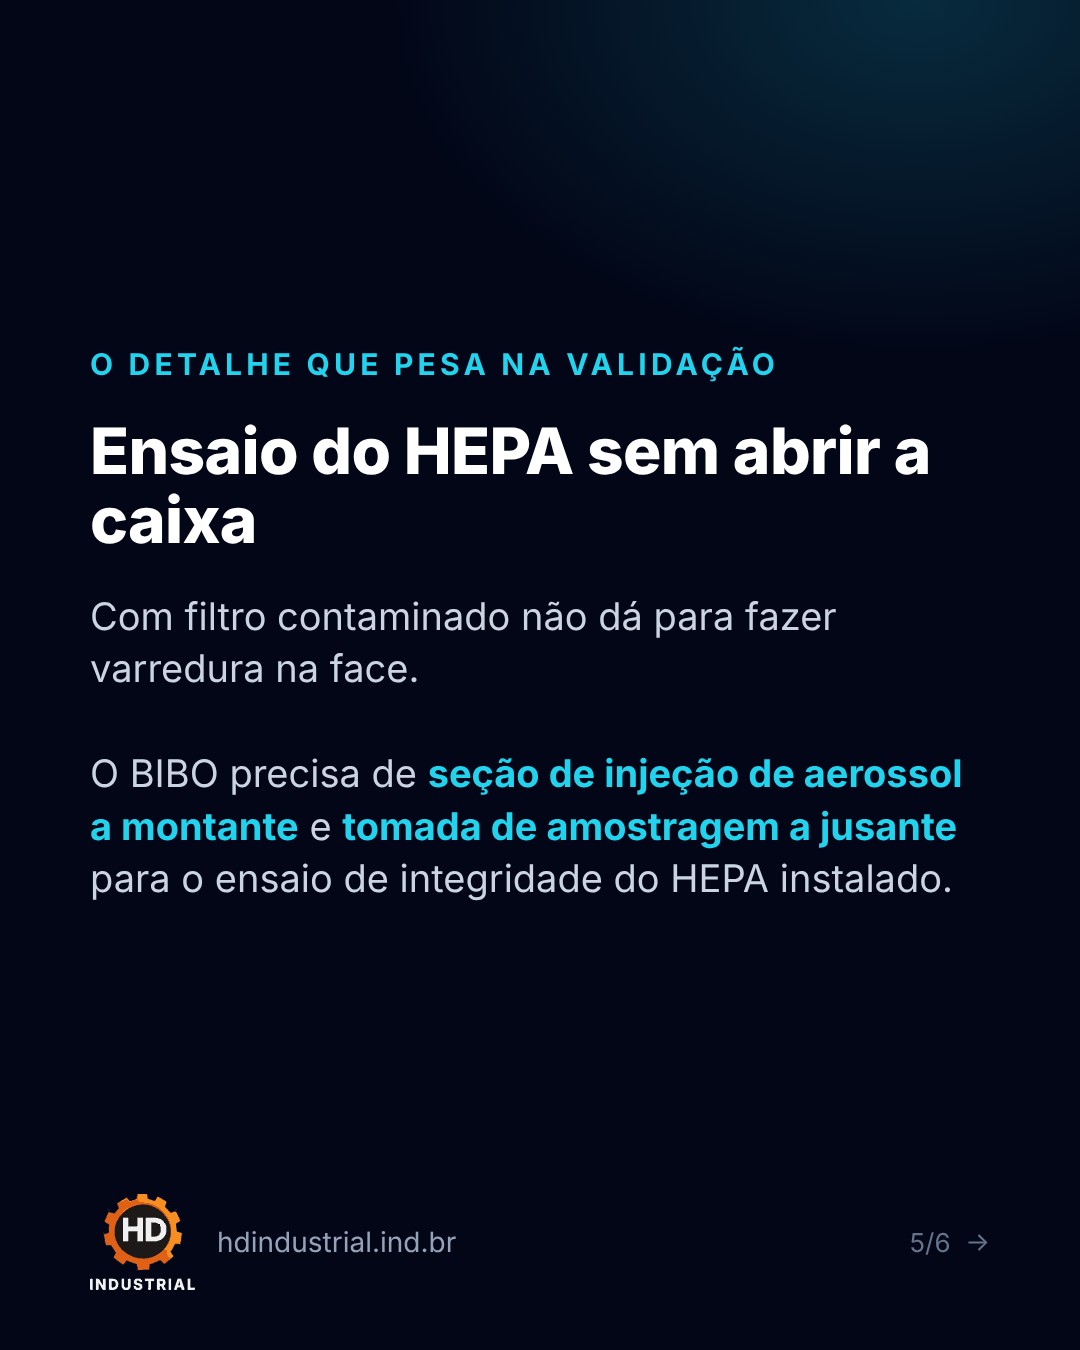 O DETALHE QUE PESA NA VALIDAÇÃO
Ensaio do HEPA sem abrir a
caixa
Com filtro contaminado não dá para fazer
varredura na face.
O BIBO precisa de seção de injeção de aerossol
a montante e tomada de amostragem a jusante
para o ensaio de integridade do HEPA instalado.
HD
INDUSTRIAL
hdindustrial.ind.br
5/6 →